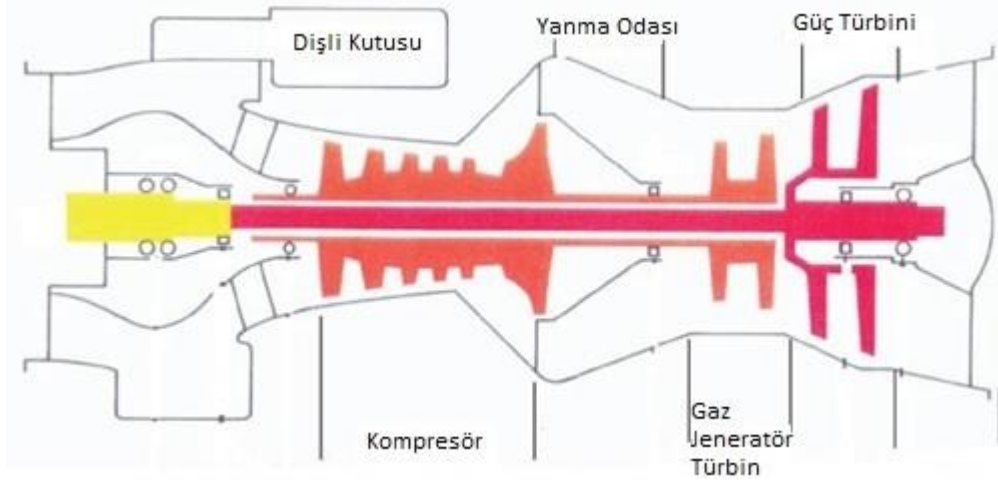 Dişli Kutusu
Yanma Odası
Güç Türbini
Kompresör
Gaz
Jeneratör
Türbin